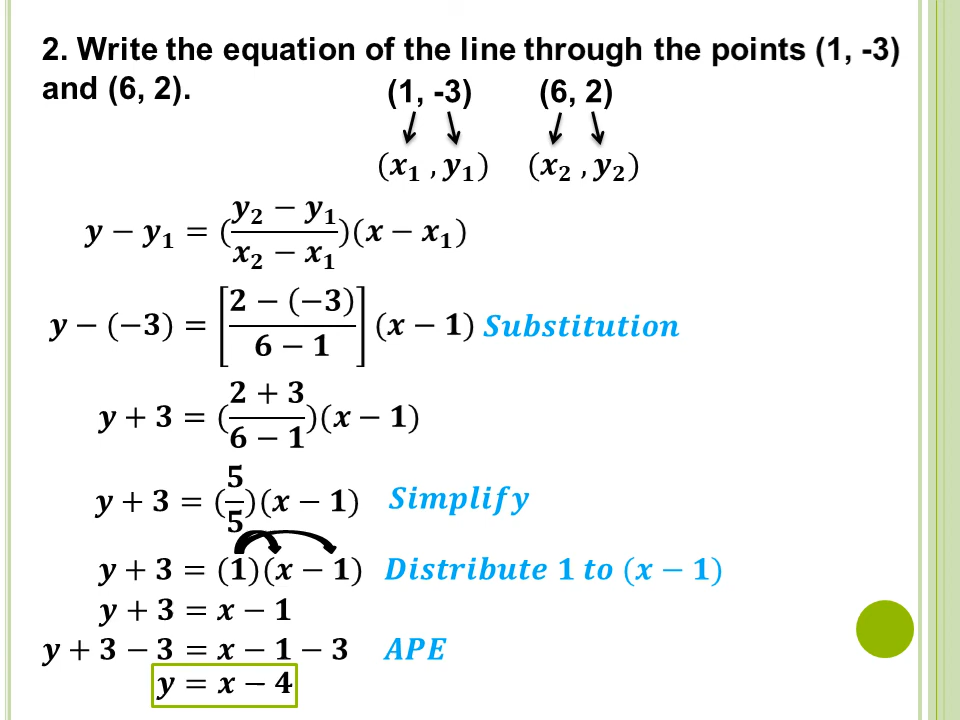 2. Write the equation of the line through the points (1, -3)
and (6, 2).
(1, -3) (6, 2)
(x₁ , y₁) (x₂ , y₂)
y − y₁ = (y₂ − y₁ / x₂ − x₁)(x − x₁)
y − (−3) = [2 − (−3) / 6 − 1] (x − 1) Substitution
y + 3 = (2 + 3 / 6 − 1)(x − 1)
y + 3 = (5/5)(x − 1) Simplify
y + 3 = (1)(x − 1) Distribute 1 to (x − 1)
y + 3 = x − 1
y + 3 − 3 = x − 1 − 3 APE
y = x − 4